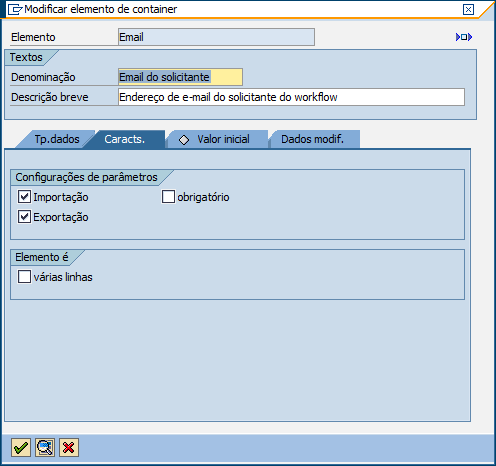 Modificar elemento de container
Elemento Email
Textos
Denominação Email do solicitante
Descrição breve Endereço de e-mail do solicitante do workflow
Tp.dados Caracts. Valor inicial Dados modif.
Configurações de parâmetros
Importação obrigatório
Exportação
Elemento é
várias linhas